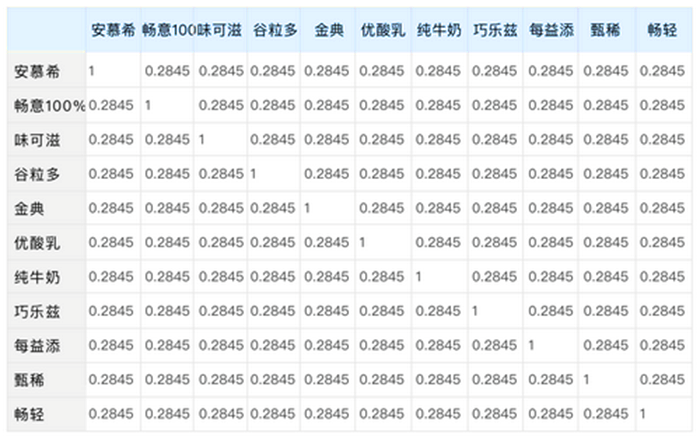 安慕希 畅意100 味可滋 谷粒多 金典 优酸乳 纯牛奶 巧乐兹 每益添 甄稀 畅轻
安慕希 1 0.2845 0.2845 0.2845 0.2845 0.2845 0.2845 0.2845 0.2845 0.2845 0.2845
畅意100% 0.2845 1 0.2845 0.2845 0.2845 0.2845 0.2845 0.2845 0.2845 0.2845 0.2845
味可滋 0.2845 0.2845 1 0.2845 0.2845 0.2845 0.2845 0.2845 0.2845 0.2845 0.2845
谷粒多 0.2845 0.2845 0.2845 1 0.2845 0.2845 0.2845 0.2845 0.2845 0.2845 0.2845
金典 0.2845 0.2845 0.2845 0.2845 1 0.2845 0.2845 0.2845 0.2845 0.2845 0.2845
优酸乳 0.2845 0.2845 0.2845 0.2845 0.2845 1 0.2845 0.2845 0.2845 0.2845 0.2845
纯牛奶 0.2845 0.2845 0.2845 0.2845 0.2845 0.2845 1 0.2845 0.2845 0.2845 0.2845
巧乐兹 0.2845 0.2845 0.2845 0.2845 0.2845 0.2845 0.2845 1 0.2845 0.2845 0.2845
每益添 0.2845 0.2845 0.2845 0.2845 0.2845 0.2845 0.2845 0.2845 1 0.2845 0.2845
甄稀 0.2845 0.2845 0.2845 0.2845 0.2845 0.2845 0.2845 0.2845 0.2845 1 0.2845
畅轻 0.2845 0.2845 0.2845 0.2845 0.2845 0.2845 0.2845 0.2845 0.2845 0.2845 1